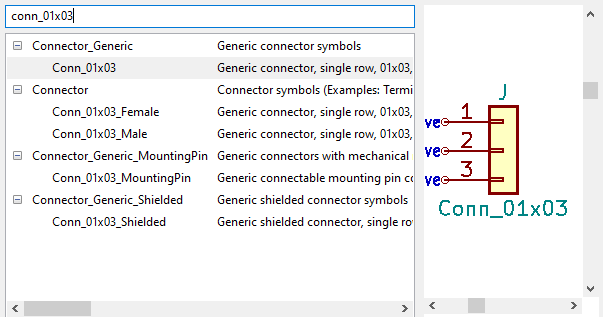 conn_01x03
Connector_Generic Generic connector symbols
Conn_01x03 Generic connector, single row, 01x03,
Connector Connector symbols (Examples: Termi
Conn_01x03_Female Generic connector, single row, 01x03,
Conn_01x03_Male Generic connector, single row, 01x03,
Connector_Generic_MountingPin Generic connectors with mechanical
Conn_01x03_MountingPin Generic connectable mounting pin co
Connector_Generic_Shielded Generic shielded connector symbols
Conn_01x03_Shielded Generic shielded connector, single row
J
ve 1
ve 2
ve 3
Conn_01x03